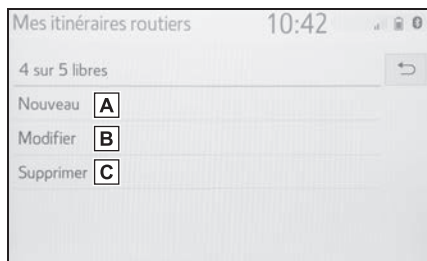 Mes itinéraires routiers 10:42
4 sur 5 libres
Nouveau A
Modifier B
Supprimer C